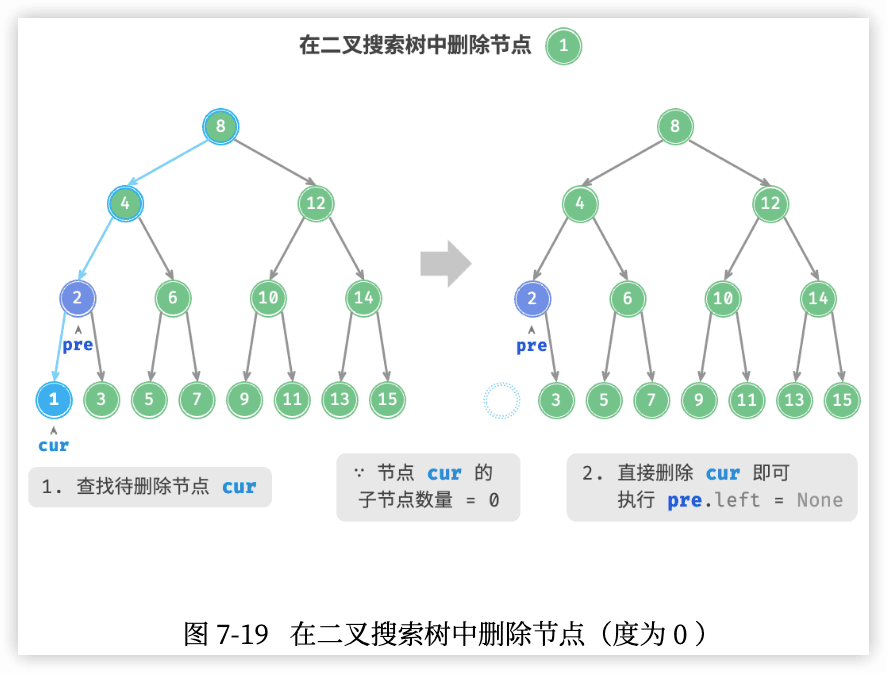 在二叉搜索树中删除节点 1
8 8
4 12 4 12
2 6 10 14 2 6 10 14
pre pre
1 3 5 7 9 11 13 15 3 5 7 9 11 13 15
cur
1. 查找待删除节点 cur
∵ 节点 cur 的
子节点数量 = 0
2. 直接删除 cur 即可
执行 pre.left = None
图 7-19 在二叉搜索树中删除节点（度为 0 ）